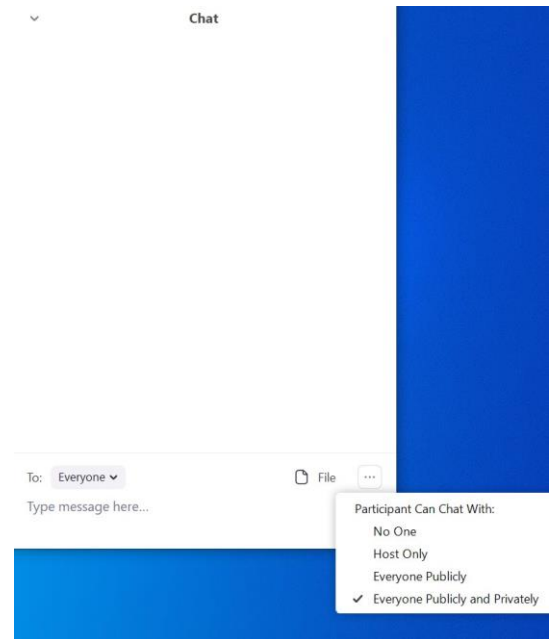 Chat
To: Everyone File ...
Type message here...
Participant Can Chat With:
No One
Host Only
Everyone Publicly
Everyone Publicly and Privately